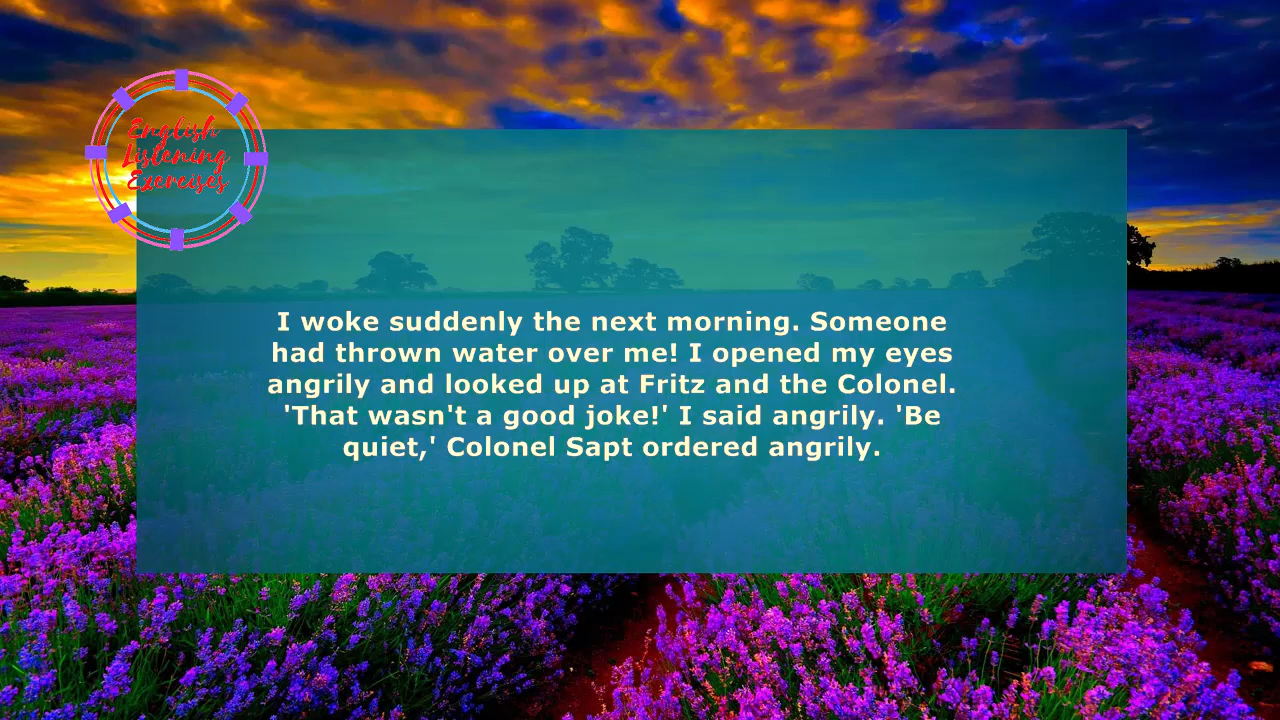 English
Listening
Exercises
I woke suddenly the next morning. Someone
had thrown water over me! I opened my eyes
angrily and looked up at Fritz and the Colonel.
'That wasn't a good joke!' I said angrily. 'Be
quiet,' Colonel Sapt ordered angrily.